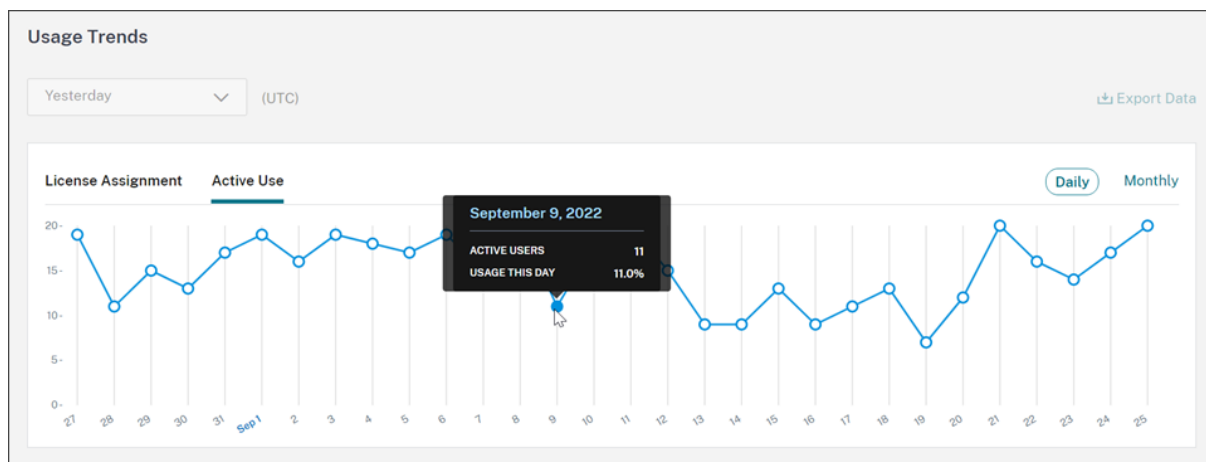 Usage Trends
Yesterday (UTC) Export Data
License Assignment Active Use Daily Monthly
September 9, 2022
ACTIVE USERS 11
USAGE THIS DAY 11.0%
20
15
10
5
0
27 28 29 30 31 Sep 1 2 3 4 5 6 7 8 9 10 11 12 13 14 15 16 17 18 19 20 21 22 23 24 25